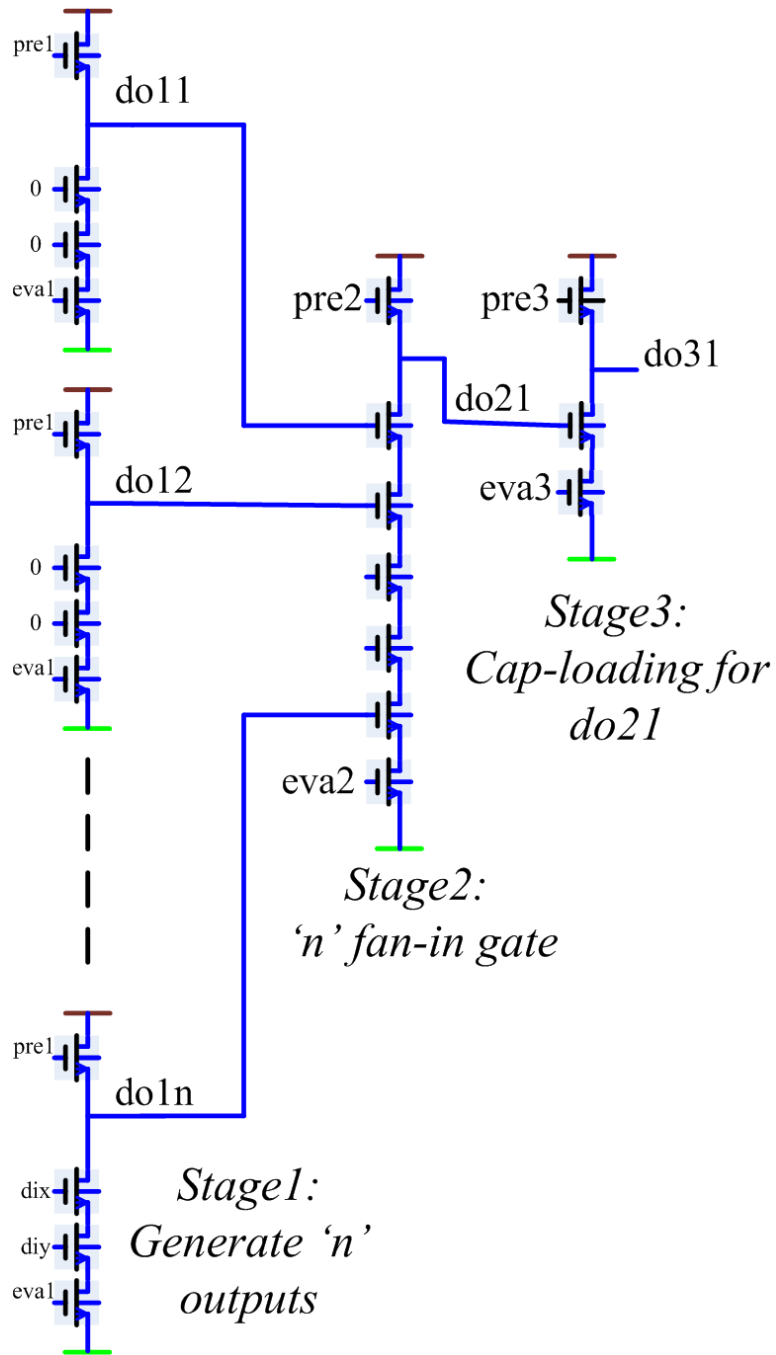 pre1
do11
0
0
eva1
pre1
do12
0
0
eva1
pre2
do21
eva2
Stage2:
‘n’ fan-in gate
pre3
do31
eva3
Stage3:
Cap-loading for
do21
pre1
do1n
dix
diy
eva1
Stage1:
Generate ‘n’
outputs